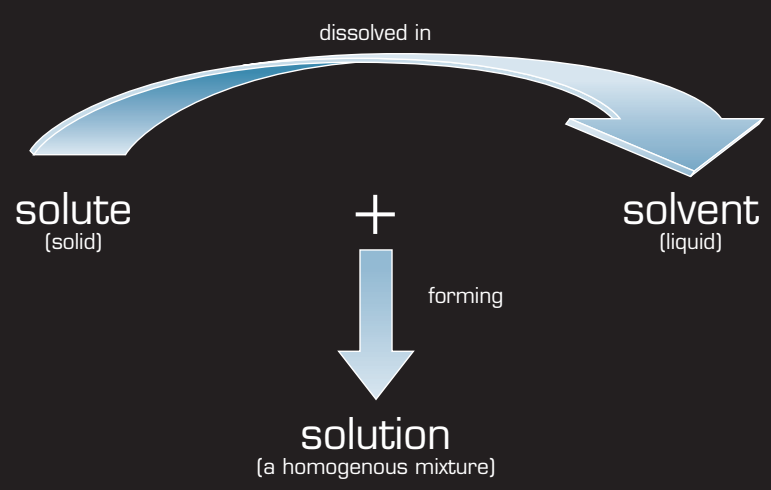 dissolved in
solute
(solid)
+
solvent
(liquid)
forming
solution
(a homogenous mixture)